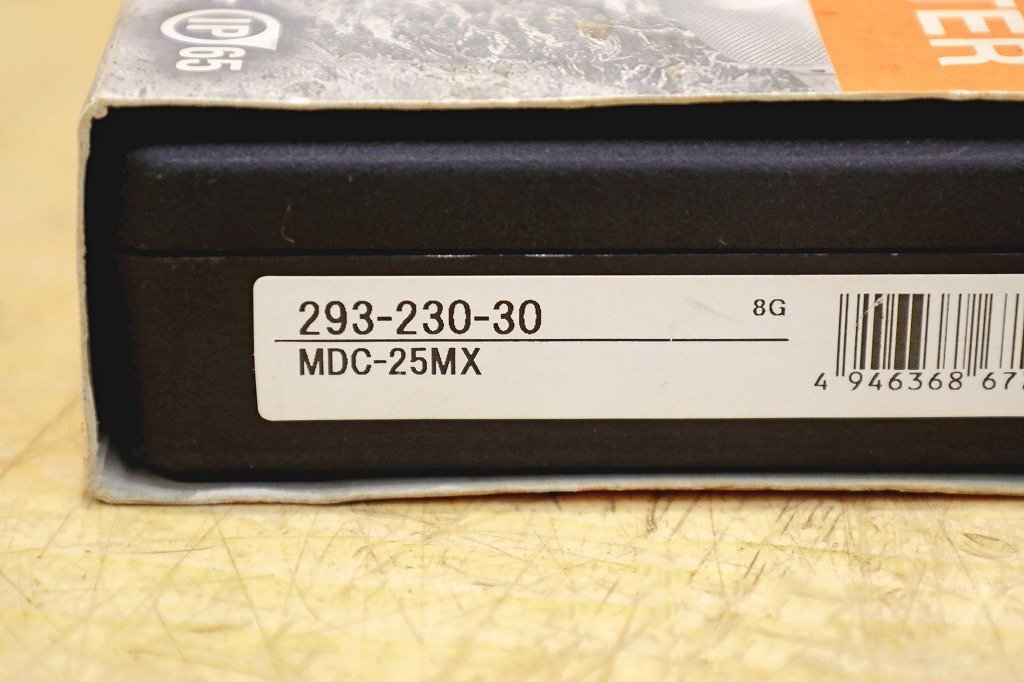 IP65
TER
293-230-30
8G
MDC-25MX
4 946368 67